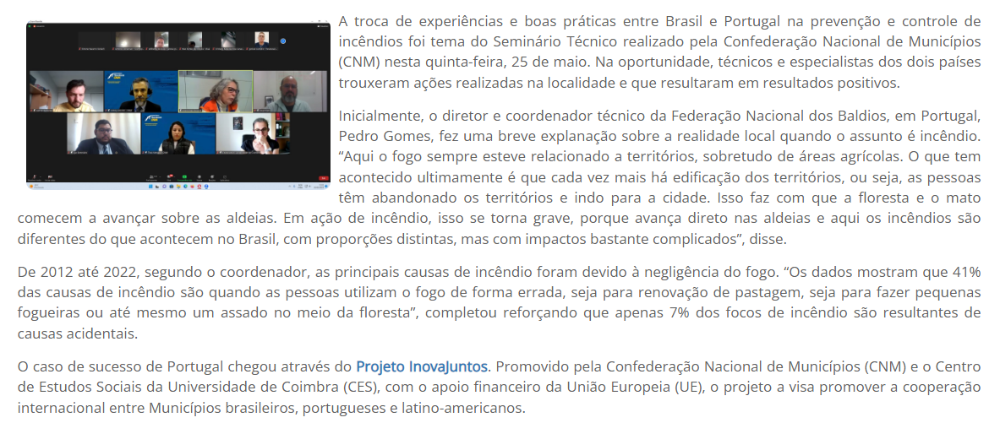 A troca de experiências e boas práticas entre Brasil e Portugal na prevenção e controle de
incêndios foi tema do Seminário Técnico realizado pela Confederação Nacional de Municípios
(CNM) nesta quinta-feira, 25 de maio. Na oportunidade, técnicos e especialistas dos dois países
trouxeram ações realizadas na localidade e que resultaram em resultados positivos.
Inicialmente, o diretor e coordenador técnico da Federação Nacional dos Baldios, em Portugal,
Pedro Gomes, fez uma breve explanação sobre a realidade local quando o assunto é incêndio.
“Aqui o fogo sempre esteve relacionado a territórios, sobretudo de áreas agrícolas. O que tem
acontecido ultimamente é que cada vez mais há edificação dos territórios, ou seja, as pessoas
têm abandonado os territórios e indo para a cidade. Isso faz com que a floresta e o mato
comecem a avançar sobre as aldeias. Em ação de incêndio, isso se torna grave, porque avança direto nas aldeias e aqui os incêndios são
diferentes do que acontecem no Brasil, com proporções distintas, mas com impactos bastante complicados”, disse.
De 2012 até 2022, segundo o coordenador, as principais causas de incêndio foram devido à negligência do fogo. “Os dados mostram que 41%
das causas de incêndio são quando as pessoas utilizam o fogo de forma errada, seja para renovação de pastagem, seja para fazer pequenas
fogueiras ou até mesmo um assado no meio da floresta”, completou reforçando que apenas 7% dos focos de incêndio são resultantes de
causas acidentais.
O caso de sucesso de Portugal chegou através do Projeto InovaJuntos. Promovido pela Confederação Nacional de Municípios (CNM) e o Centro
de Estudos Sociais da Universidade de Coimbra (CES), com o apoio financeiro da União Europeia (UE), o projeto a visa promover a cooperação
internacional entre Municípios brasileiros, portugueses e latino-americanos.